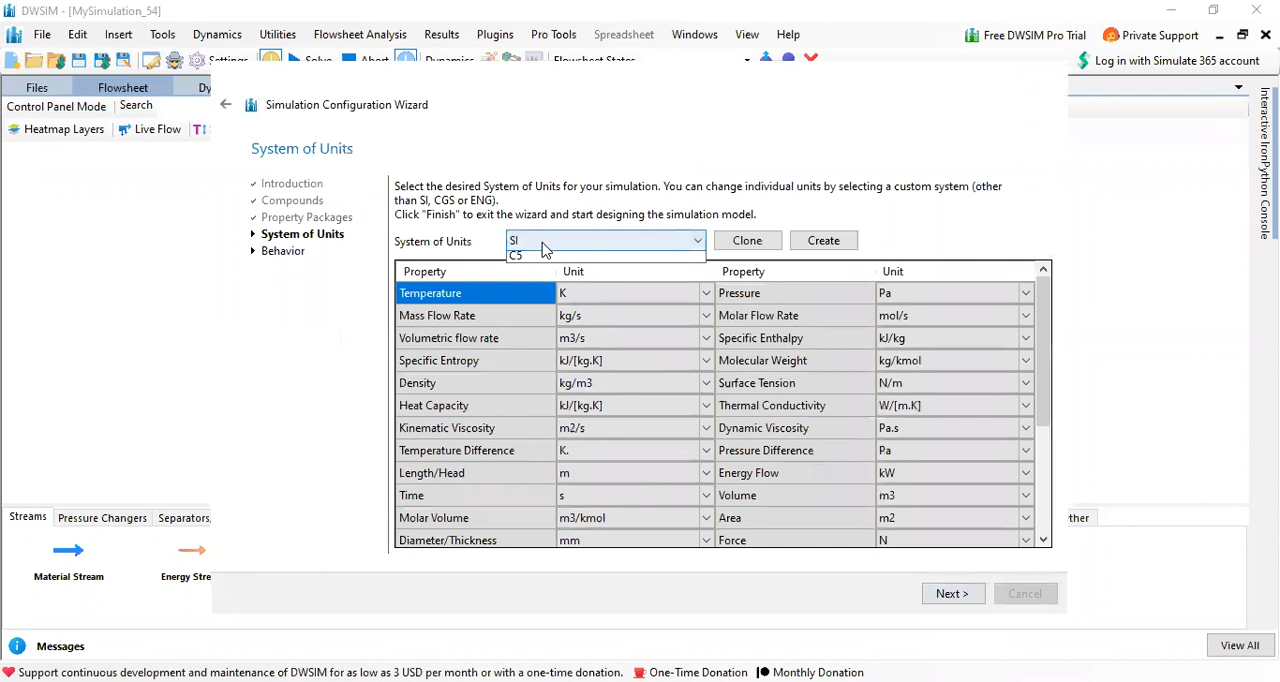 DWSIM - [MySimulation_54]
File Edit Insert Tools Dynamics Utilities Flowsheet Analysis Results Plugins Pro Tools Spreadsheet Windows View Help
Free DWSIM Pro Trial Private Support
Settings Solve Abort Dynamics Flowsheet States
Log in with Simulate 365 account
Files Flowsheet Dy
Control Panel Mode Search
Heatmap Layers Live Flow
Simulation Configuration Wizard
System of Units
Introduction
Compounds
Property Packages
System of Units
Behavior
Select the desired System of Units for your simulation. You can change individual units by selecting a custom system (other
than SI, CGS or ENG).
Click "Finish" to exit the wizard and start designing the simulation model.
System of Units SI Clone Create
C5
Property Unit Property Unit
Temperature K Pressure Pa
Mass Flow Rate kg/s Molar Flow Rate mol/s
Volumetric flow rate m3/s Specific Enthalpy kJ/kg
Specific Entropy kJ/[kg.K] Molecular Weight kg/kmol
Density kg/m3 Surface Tension N/m
Heat Capacity kJ/[kg.K] Thermal Conductivity W/[m.K]
Kinematic Viscosity m2/s Dynamic Viscosity Pa.s
Temperature Difference K. Pressure Difference Pa
Length/Head m Energy Flow kW
Time s Volume m3
Molar Volume m3/kmol Area m2
Diameter/Thickness mm Force N
Next > Cancel
Interactive IronPython Console
Streams Pressure Changers Separators, ther
Material Stream Energy Stre
Messages View All
Support continuous development and maintenance of DWSIM for as low as 3 USD per month or with a one-time donation. One-Time Donation Monthly Donation